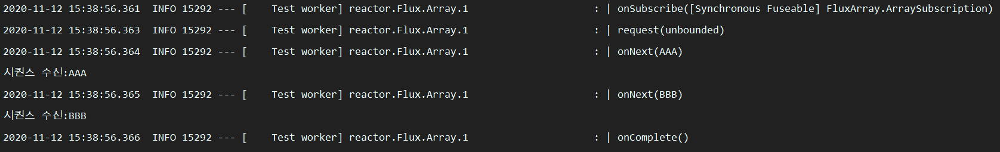 2020-11-12 15:38:56.361  INFO 15292 --- [    Test worker] reactor.Flux.Array.1                     : | onSubscribe([Synchronous Fuseable] FluxArray.ArraySubscription)
2020-11-12 15:38:56.363  INFO 15292 --- [    Test worker] reactor.Flux.Array.1                     : | request(unbounded)
2020-11-12 15:38:56.364  INFO 15292 --- [    Test worker] reactor.Flux.Array.1                     : | onNext(AAA)
시퀀스 수신:AAA
2020-11-12 15:38:56.365  INFO 15292 --- [    Test worker] reactor.Flux.Array.1                     : | onNext(BBB)
시퀀스 수신:BBB
2020-11-12 15:38:56.366  INFO 15292 --- [    Test worker] reactor.Flux.Array.1                     : | onComplete()